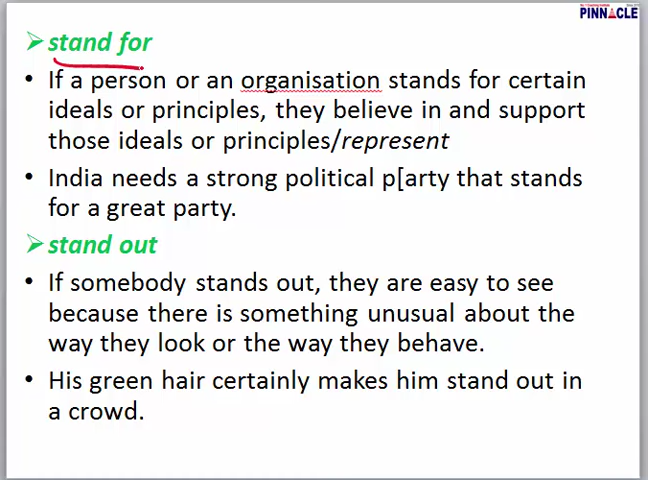 PINNACLE
➢stand for
• If a person or an organisation stands for certain
ideals or principles, they believe in and support
those ideals or principles/represent
• India needs a strong political p[arty that stands
for a great party.
➢stand out
• If somebody stands out, they are easy to see
because there is something unusual about the
way they look or the way they behave.
• His green hair certainly makes him stand out in
a crowd.